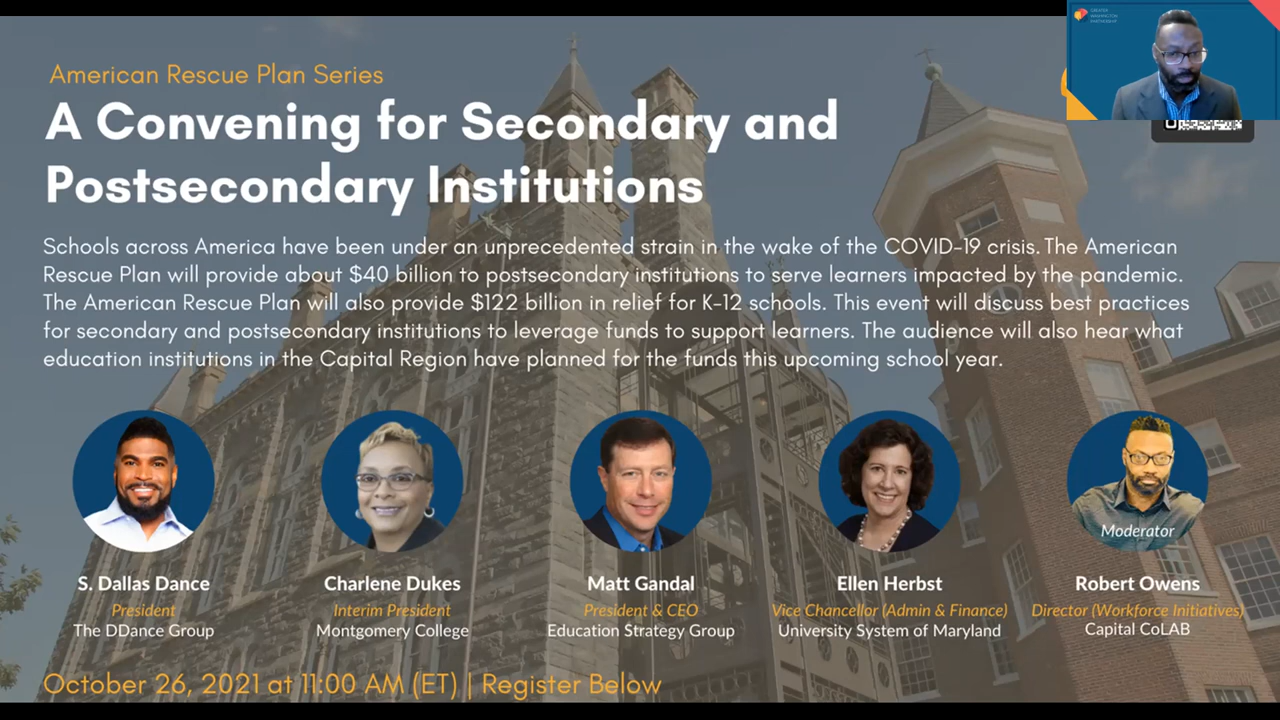 GREATER
WASHINGTON
PARTNERSHIP
American Rescue Plan Series
A Convening for Secondary and
Postsecondary Institutions
Schools across America have been under an unprecedented strain in the wake of the COVID-19 crisis. The American
Rescue Plan will provide about $40 billion to postsecondary institutions to serve learners impacted by the pandemic.
The American Rescue Plan will also provide $122 billion in relief for K-12 schools. This event will discuss best practices
for secondary and postsecondary institutions to leverage funds to support learners. The audience will also hear what
education institutions in the Capital Region have planned for the funds this upcoming school year.
Moderator
S. Dallas Dance
President
The DDance Group
Charlene Dukes
Interim President
Montgomery College
Matt Gandal
President & CEO
Education Strategy Group
Ellen Herbst
Vice Chancellor (Admin & Finance)
University System of Maryland
Robert Owens
Director (Workforce Initiatives)
Capital CoLAB
October 26, 2021 at 11:00 AM (ET) | Register Below